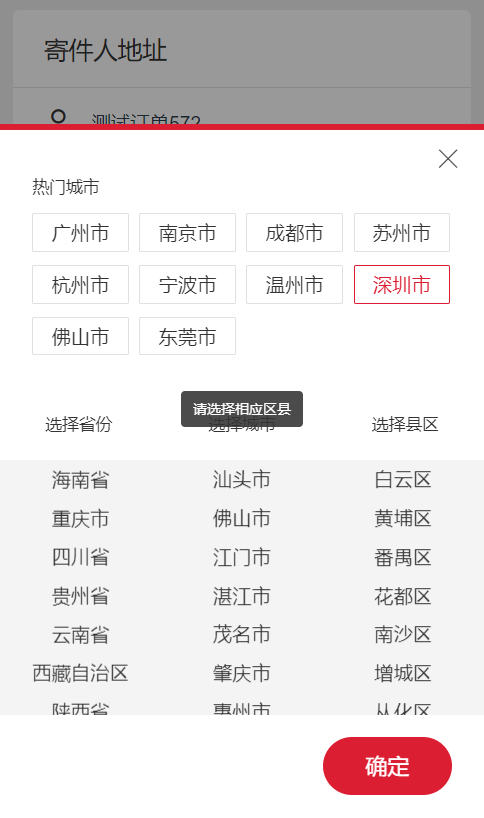 寄件人地址
测试订单572
热门城市
广州市 南京市 成都市 苏州市
杭州市 宁波市 温州市 深圳市
佛山市 东莞市
请选择相应区县
选择省份 选择城市 选择县区
海南省 汕头市 白云区
重庆市 佛山市 黄埔区
四川省 江门市 番禺区
贵州省 湛江市 花都区
云南省 茂名市 南沙区
西藏自治区 肇庆市 增城区
陕西省 惠州市 从化区
确定